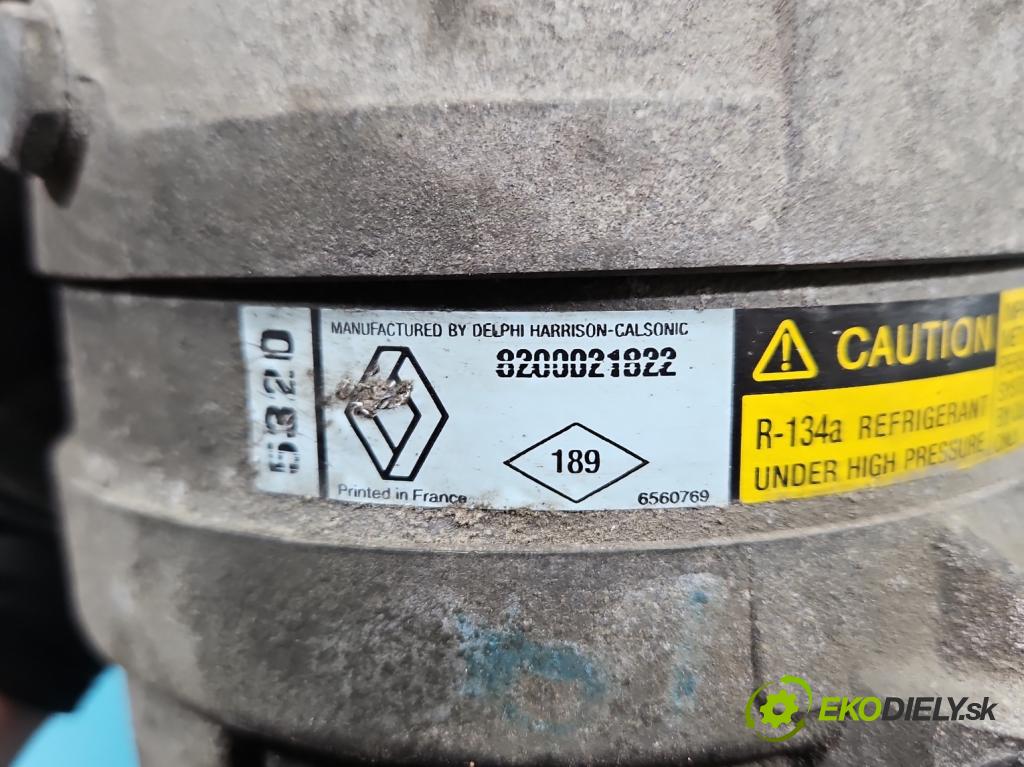 5320
MANUFACTURED BY DELPHI HARRISON-CALSONIC
8200021822
189
Printed in France
6560769
CAUTION
R-134a REFRIGERANT
UNDER HIGH PRESSURE
EKODIELY.sk